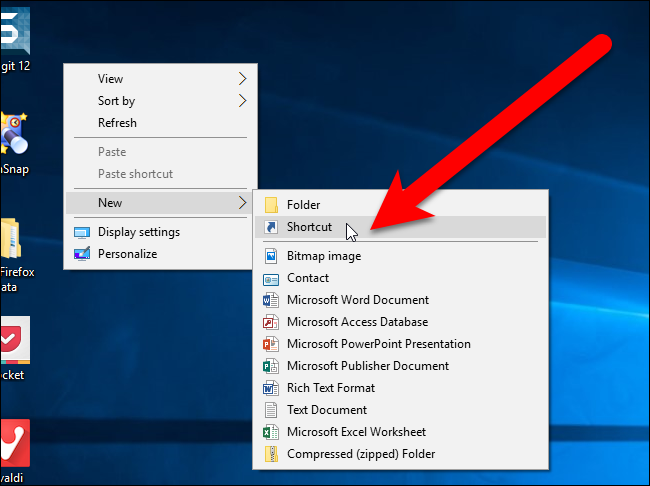 git 12
aSnap
Firefox
ata
cket
valdi
View
Sort by
Refresh
Paste
Paste shortcut
New
Display settings
Personalize
Folder
Shortcut
Bitmap image
Contact
Microsoft Word Document
Microsoft Access Database
Microsoft PowerPoint Presentation
Microsoft Publisher Document
Rich Text Format
Text Document
Microsoft Excel Worksheet
Compressed (zipped) Folder